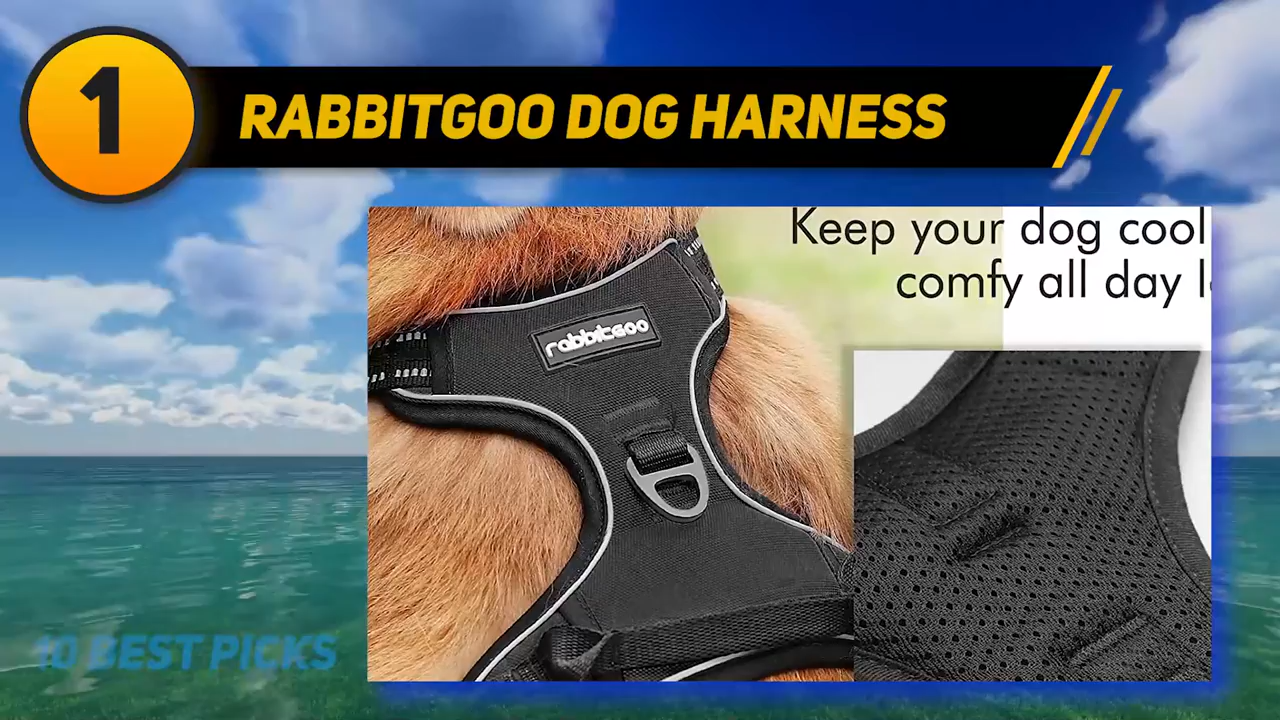 1
RABBITGOO DOG HARNESS
Keep your dog cool
comfy all day
rabbitgoo
10 BEST PICKS